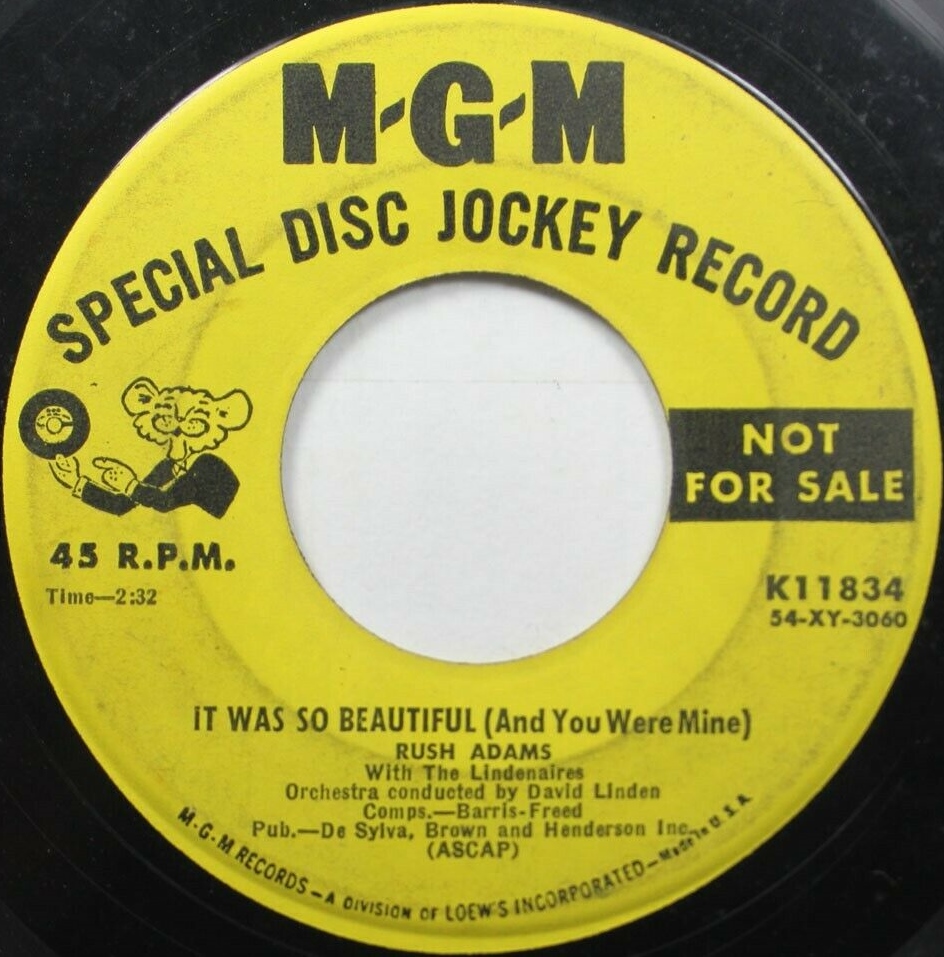 M-G-M
SPECIAL DISC JOCKEY RECORD
NOT
FOR SALE
45 R.P.M.
Time—2:32
K11834
54-XY-3060
IT WAS SO BEAUTIFUL (And You Were Mine)
RUSH ADAMS
With The Lindenaires
Orchestra conducted by David Linden
Comps.—Barris-Freed
Pub.—De Sylva, Brown and Henderson Inc.
(ASCAP)
M-G-M RECORDS—A DIVISION OF LOEW'S INCORPORATED—Made in U.S.A.